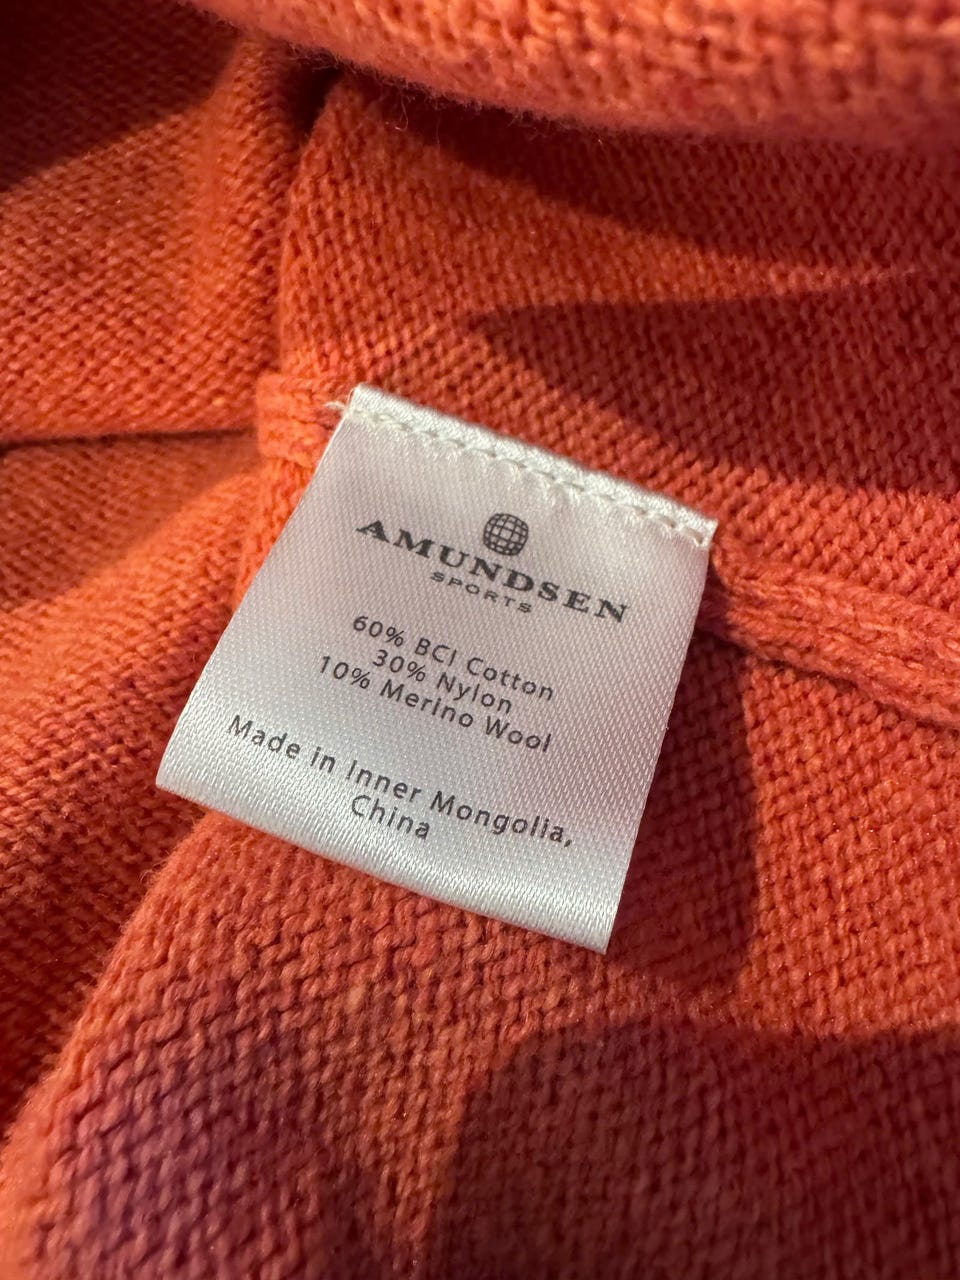 AMUNDSEN
SPORTS
60% BCI Cotton
30% Nylon
10% Merino Wool
Made in Inner Mongolia,
China